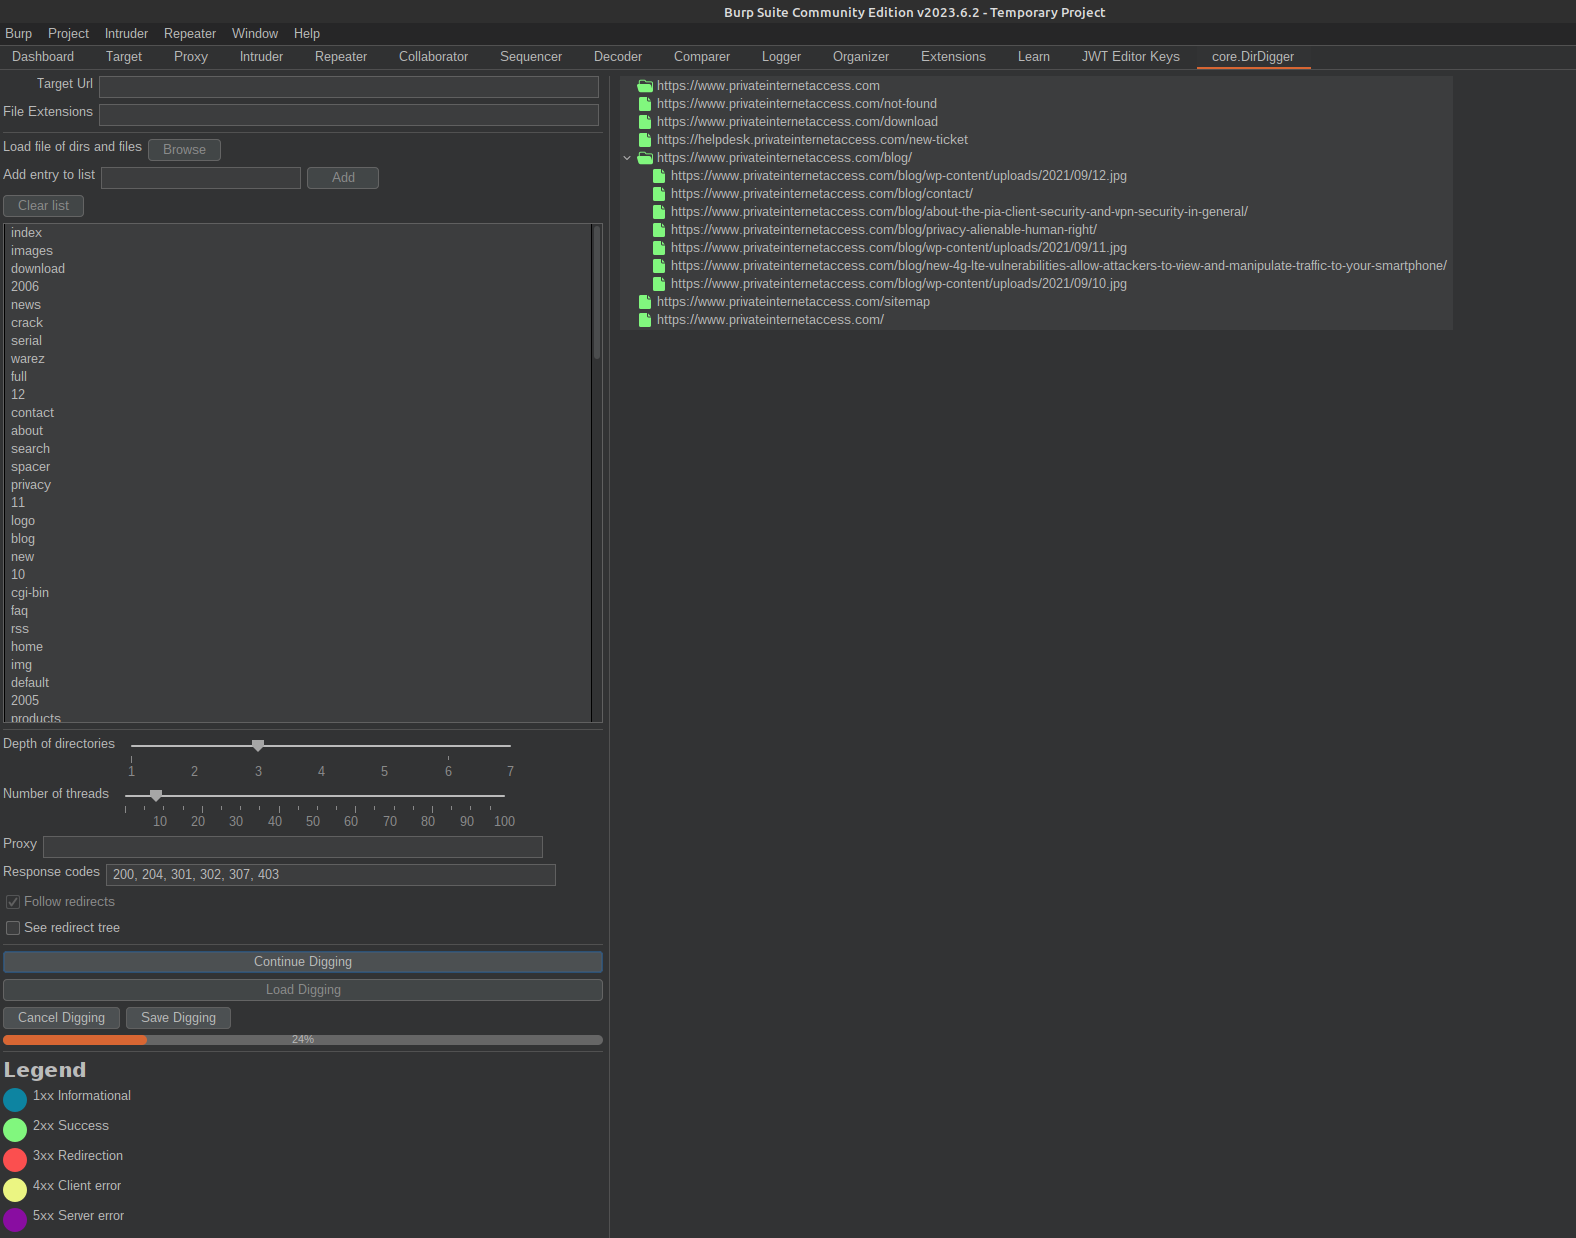 Burp Suite Community Edition v2023.6.2 - Temporary Project
Burp Project Intruder Repeater Window Help
Dashboard Target Proxy Intruder Repeater Collaborator Sequencer Decoder Comparer Logger Organizer Extensions Learn JWT Editor Keys core.DirDigger
Target Url
File Extensions
Load file of dirs and files Browse
Add entry to list Add
Clear list
index
images
download
2006
news
crack
serial
warez
full
12
contact
about
search
spacer
privacy
11
logo
blog
new
10
cgi-bin
faq
rss
home
img
default
2005
products
Depth of directories
1 2 3 4 5 6 7
Number of threads
10 20 30 40 50 60 70 80 90 100
Proxy
Response codes 200, 204, 301, 302, 307, 403
Follow redirects
See redirect tree
Continue Digging
Load Digging
Cancel Digging Save Digging
24%
Legend
1xx Informational
2xx Success
3xx Redirection
4xx Client error
5xx Server error
https://www.privateinternetaccess.com
https://www.privateinternetaccess.com/not-found
https://www.privateinternetaccess.com/download
https://helpdesk.privateinternetaccess.com/new-ticket
https://www.privateinternetaccess.com/blog/
https://www.privateinternetaccess.com/blog/wp-content/uploads/2021/09/12.jpg
https://www.privateinternetaccess.com/blog/contact/
https://www.privateinternetaccess.com/blog/about-the-pia-client-security-and-vpn-security-in-general/
https://www.privateinternetaccess.com/blog/privacy-alienable-human-right/
https://www.privateinternetaccess.com/blog/wp-content/uploads/2021/09/11.jpg
https://www.privateinternetaccess.com/blog/new-4g-lte-vulnerabilities-allow-attackers-to-view-and-manipulate-traffic-to-your-smartphone/
https://www.privateinternetaccess.com/blog/wp-content/uploads/2021/09/10.jpg
https://www.privateinternetaccess.com/sitemap
https://www.privateinternetaccess.com/